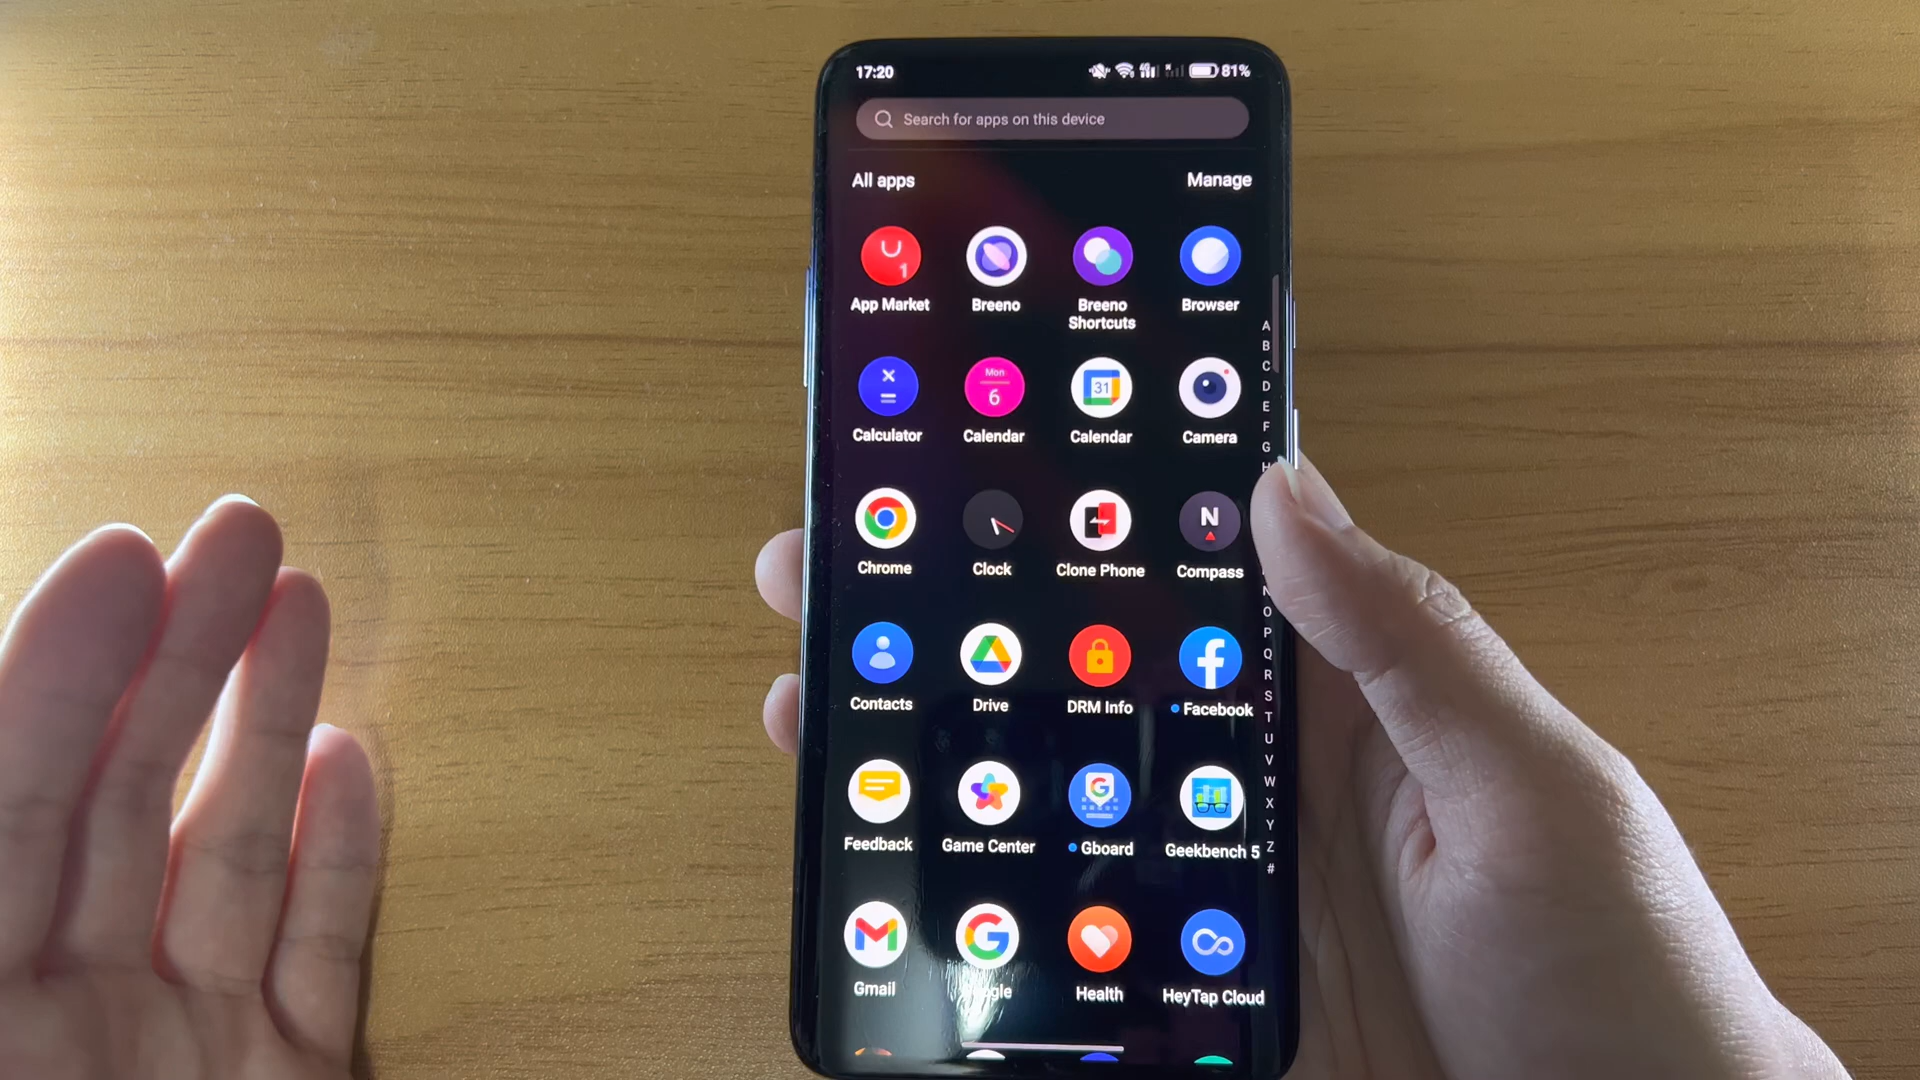 17:20
4G
81%
Search for apps on this device
All apps
Manage
1
App Market
Breeno
Breeno
Shortcuts
Browser
Mon
6
31
Calculator
Calendar
Calendar
Camera
N
Chrome
Clock
Clone Phone
Compass
Contacts
Drive
DRM Info
Facebook
G
Feedback
Game Center
Gboard
Geekbench 5
Gmail
Health
HeyTap Cloud
A
B
C
D
E
F
G
H
N
O
P
Q
R
S
T
U
V
W
X
Y
Z
#